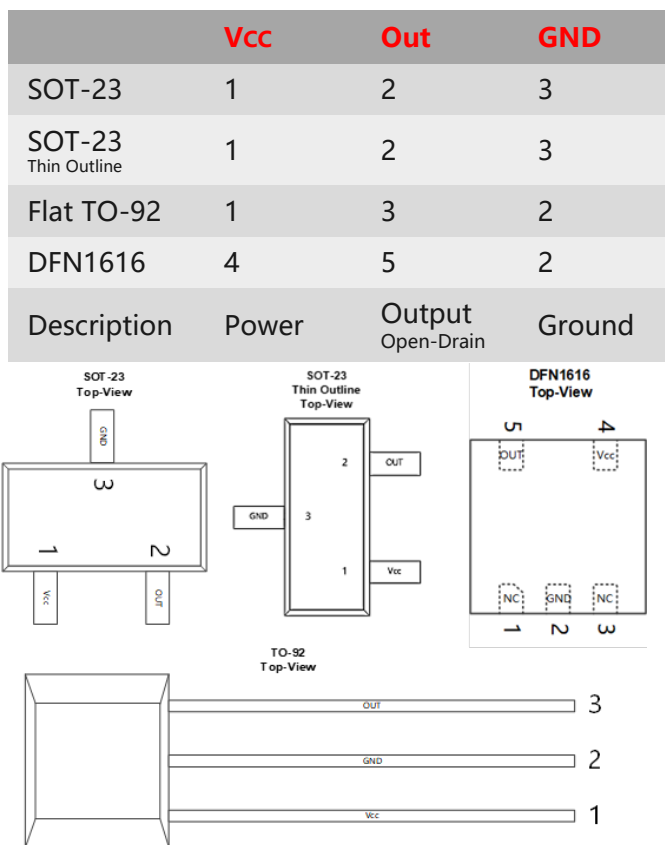 Vcc Out GND
SOT-23 1 2 3
SOT-23 1 2 3
Thin Outline
Flat TO-92 1 3 2
DFN1616 4 5 2
Description Power Output Ground
Open-Drain
SOT-23
Top-View
GND
3
1 2
Vcc OUT
SOT-23
Thin Outline
Top-View
2 OUT
GND 3
1 Vcc
DFN1616
Top-View
5 4
OUT Vcc
NC GND NC
1 2 3
TO-92
Top-View
OUT 3
GND 2
Vcc 1